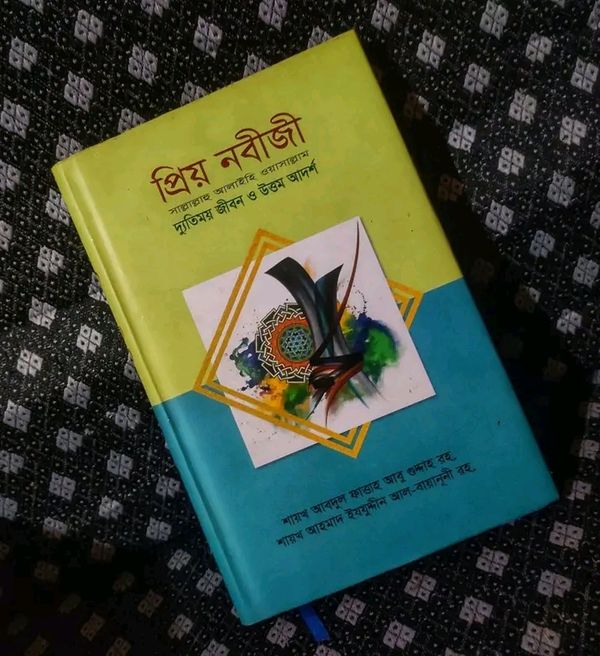 প্রিয় নবীজী
সাল্লাল্লাহু আলাইহি ওয়াসাল্লাম
দ্যুতিময় জীবন ও উত্তম আদর্শ
শায়খ আবদুল ফাত্তাহ আবু গুদ্দাহ রহ.
শায়খ আহমাদ ইযযুদ্দীন আল-বায়ানূনী রহ.